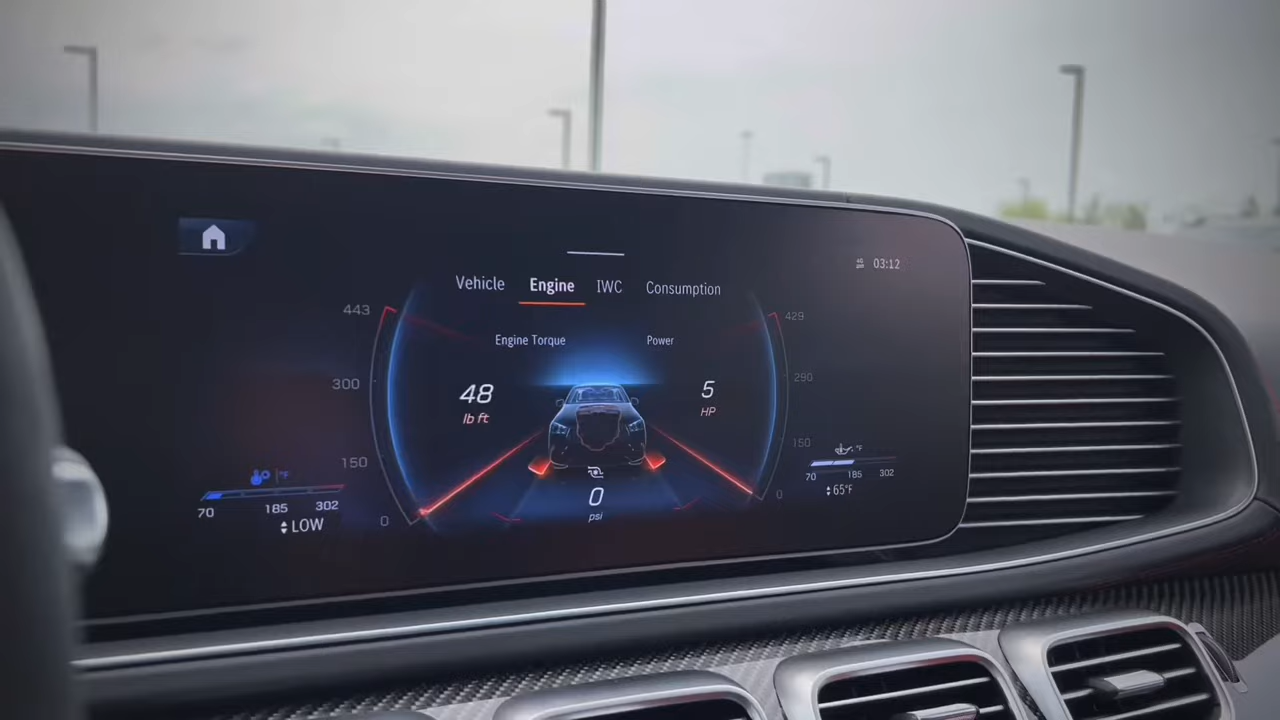 4G
03:12
Vehicle Engine IWC Consumption
443
300
150
0
Engine Torque
48
lb ft
Power
5
HP
0
psi
429
290
150
0
°F
70 185 302
LOW
°F
70 185 302
65°F